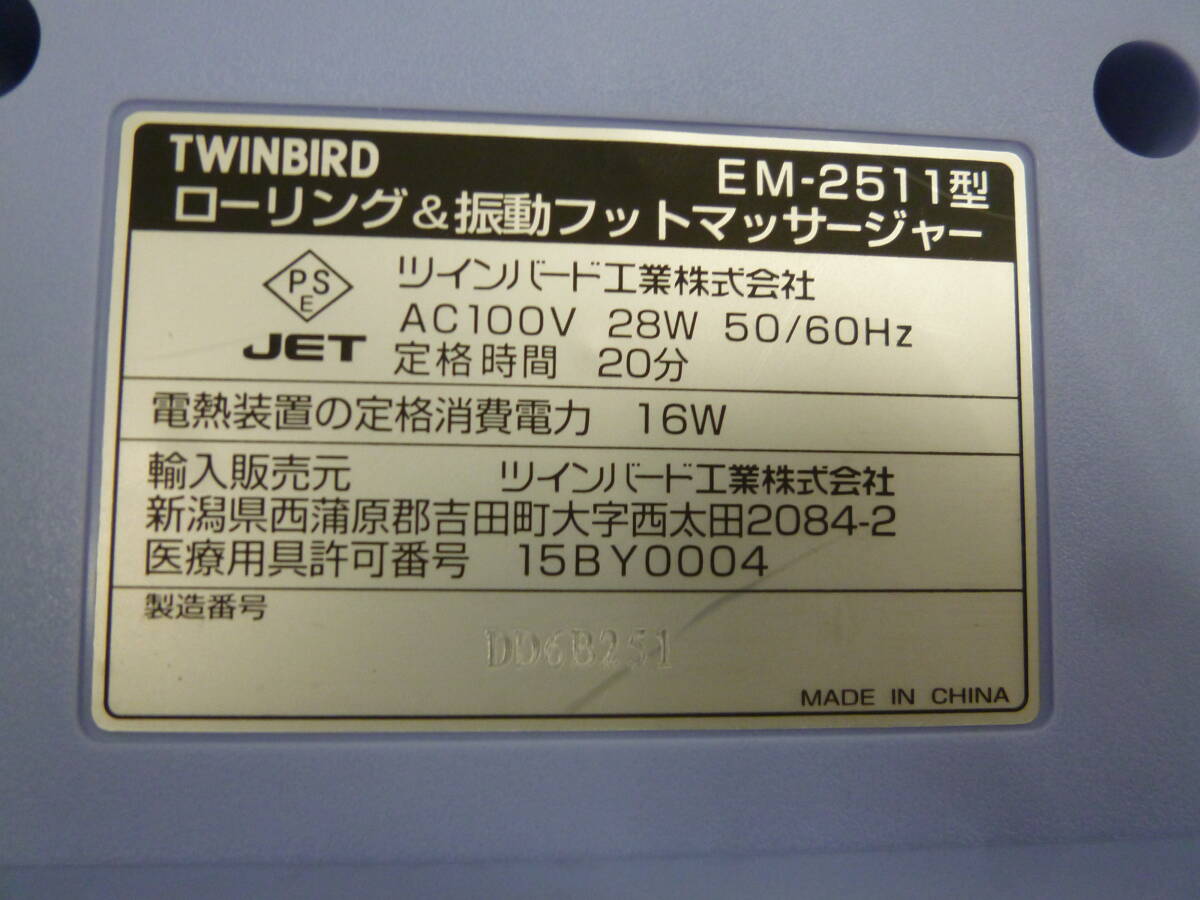 TWINBIRD
EM-2511型
ローリング&振動フットマッサージャー
PSE
JET
ツインバード工業株式会社
AC100V 28W 50/60Hz
定格時間 20分
電熱装置の定格消費電力 16W
輸入販売元 ツインバード工業株式会社
新潟県西蒲原郡吉田町大字西太田2084-2
医療用具許可番号 15BY0004
製造番号
DD6B251
MADE IN CHINA